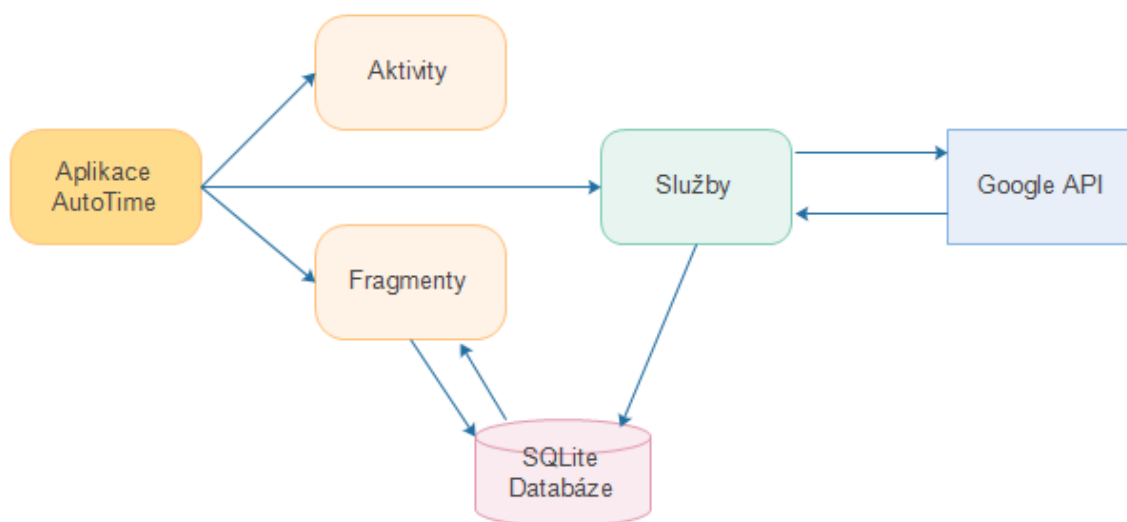 Aktivity
Aplikace
AutoTime
Služby
Google API
Fragmenty
SQLite
Databáze